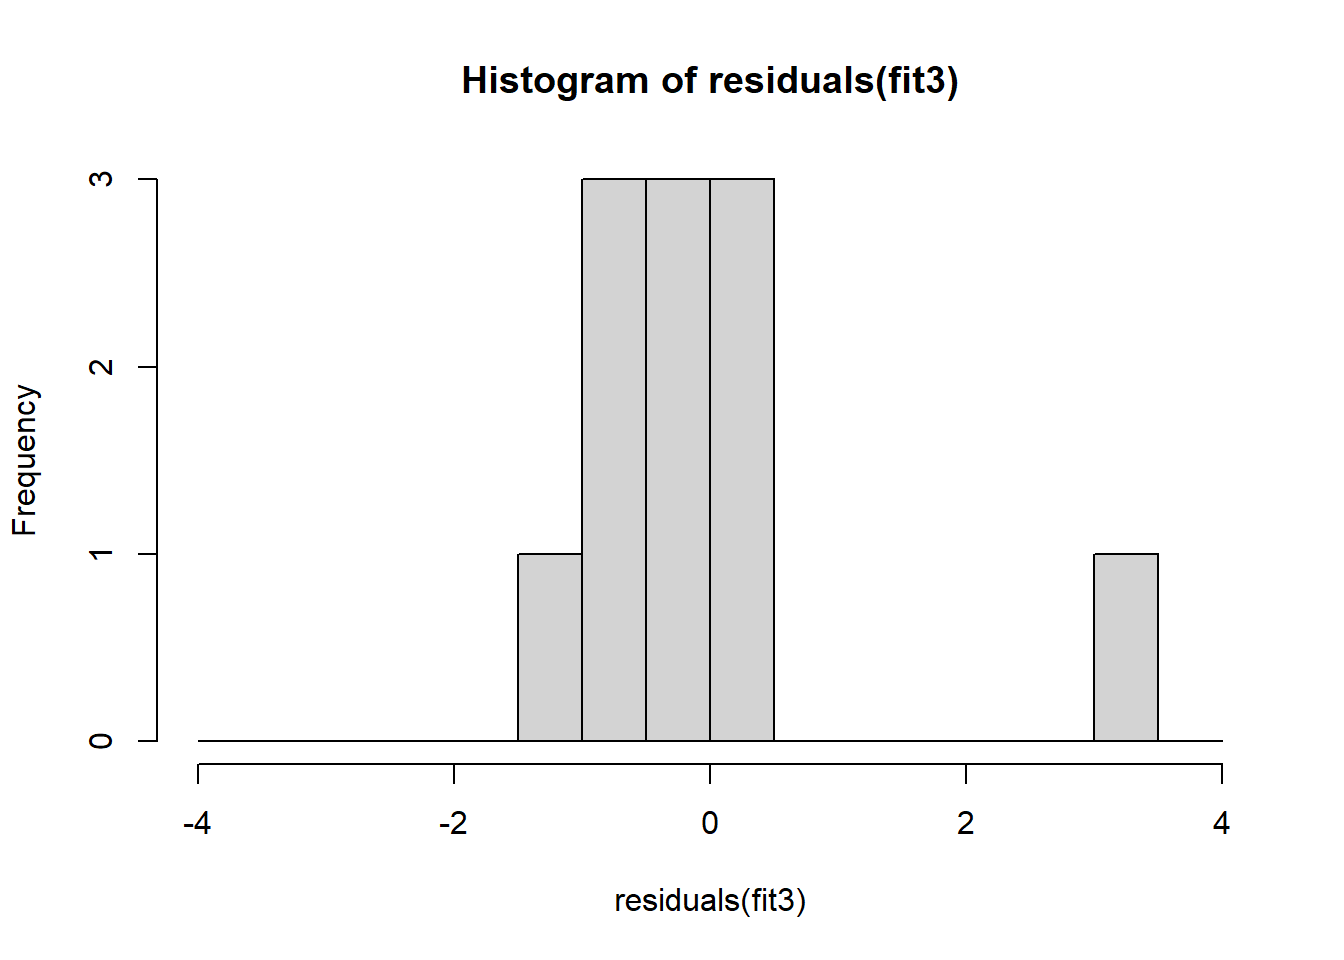 Histogram of residuals(fit3)
Frequency
3
2
1
0
-4 -2 0 2 4
residuals(fit3)